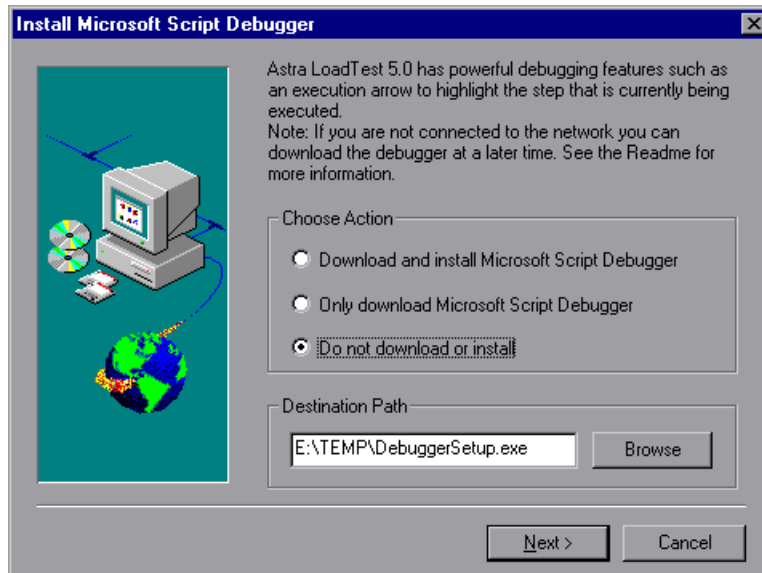 Install Microsoft Script Debugger
Astra LoadTest 5.0 has powerful debugging features such as
an execution arrow to highlight the step that is currently being
executed.
Note: If you are not connected to the network you can
download the debugger at a later time. See the Readme for
more information.
Choose Action
Download and install Microsoft Script Debugger
Only download Microsoft Script Debugger
Do not download or install
Destination Path
E:\TEMP\DebuggerSetup.exe
Browse
Next >
Cancel